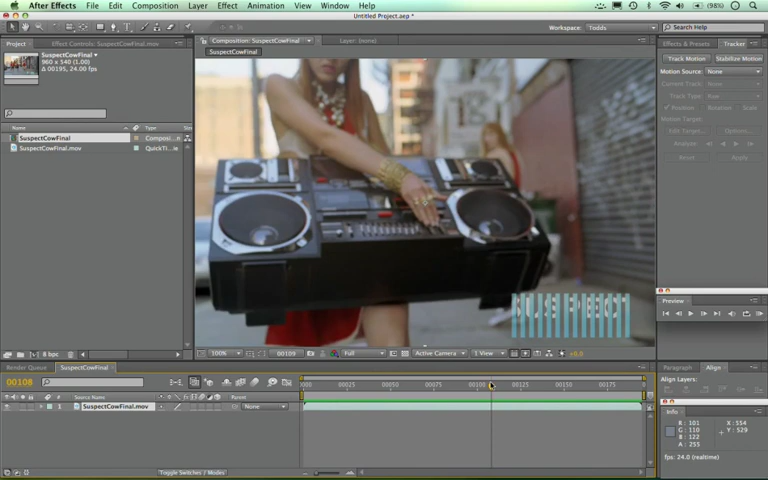 After Effects File Edit Composition Layer Effect Animation View Window Help (98%)
Untitled Project.aep *
Workspace: Todds Search Help
Project Effect Controls: SuspectCowFinal.mov
Composition: SuspectCowFinal Layer: (none)
Effects & Presets Tracker
SuspectCowFinal
SuspectCowFinal
960 x 540 (1.00)
Δ 00195, 24.00 fps
Track Motion Stabilize Motion
Motion Source: None
Current Track:
Track Type: Raw
Position Rotation Scale
Motion Target:
Edit Target... Options...
Analyze:
Reset Apply
Name Type Size
SuspectCowFinal Composi...n
SuspectCowFinal.mov QuickTi...ie
SUSPECT
Preview
8 bpc
100% 00109 Full Active Camera 1 View +0.0
Render Queue SuspectCowFinal
Paragraph Align
00108
0000 00025 00050 00075 00100 00125 00150 00175
Align Layers:
# Source Name Parent
1 SuspectCowFinal.mov None
Info
R: 101 X: 554
G: 110 Y: 529
B: 122
A: 255
fps: 24.0 (realtime)
Toggle Switches / Modes